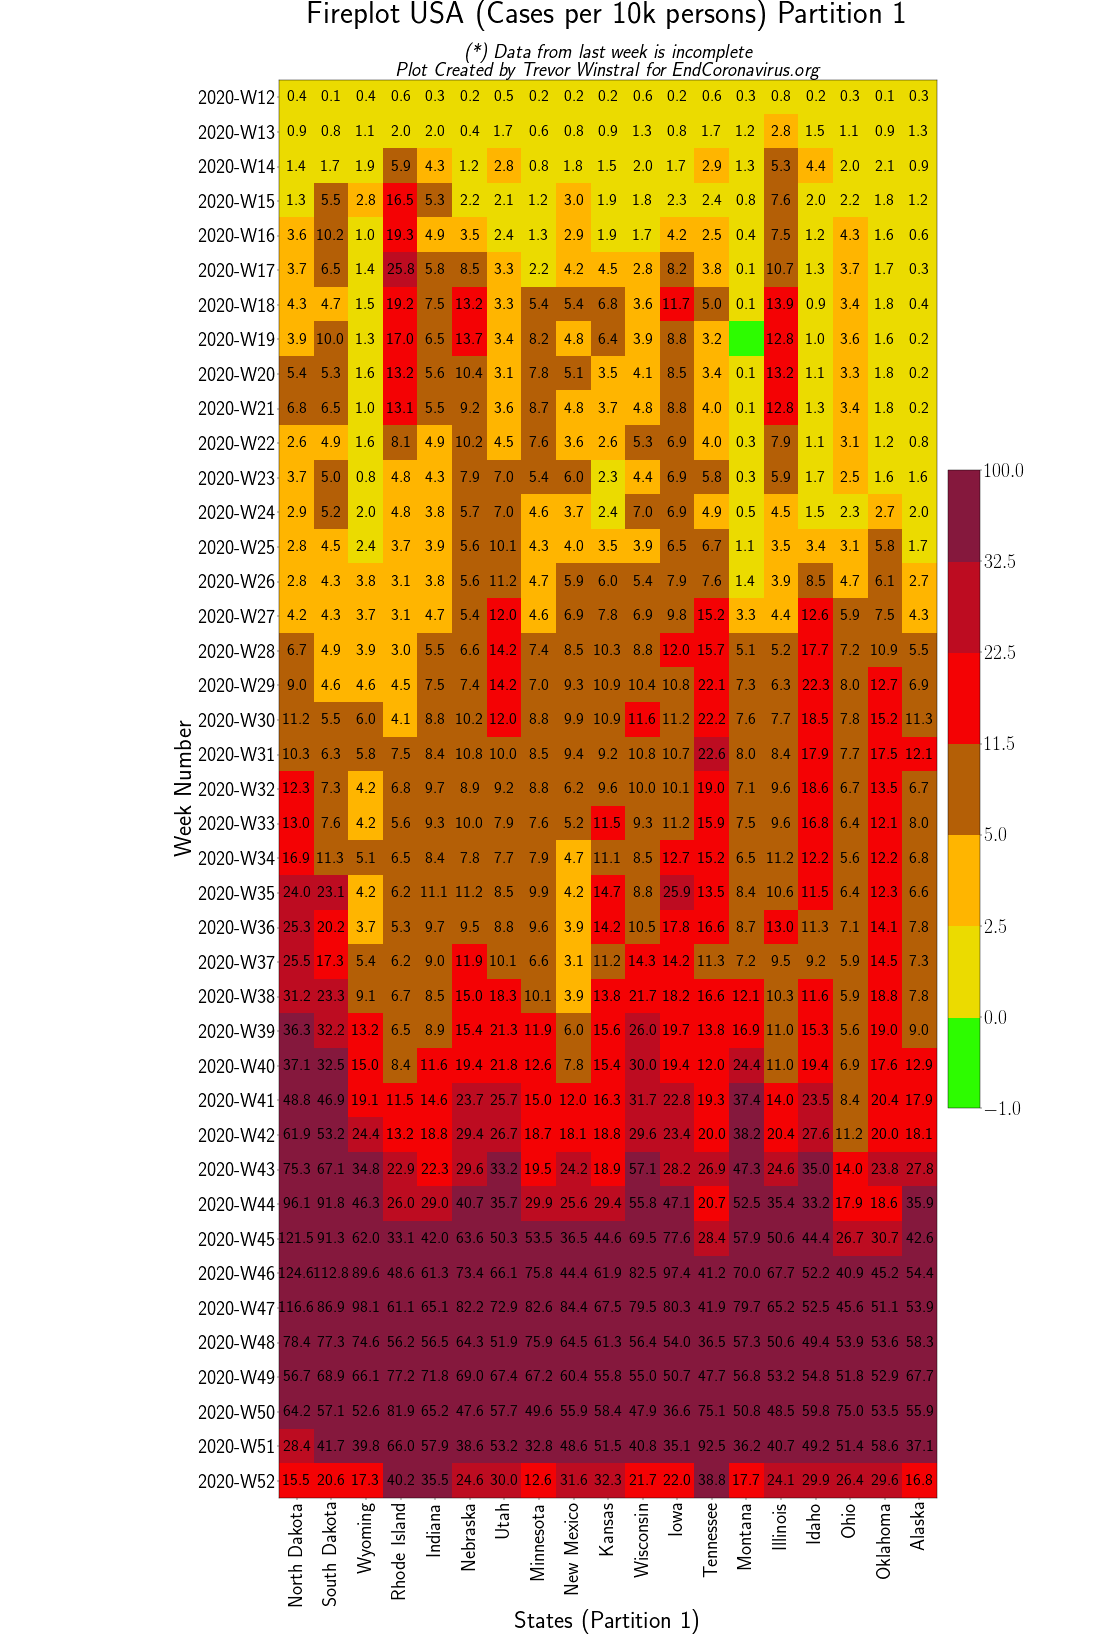 Fireplot USA (Cases per 10k persons) Partition 1
(*) Data from last week is incomplete
Plot Created by Trevor Winstral for EndCoronavirus.org
2020-W12 0.4 0.1 0.4 0.6 0.3 0.2 0.5 0.2 0.2 0.2 0.6 0.2 0.6 0.3 0.8 0.2 0.3 0.1 0.3
2020-W13 0.9 0.8 1.1 2.0 2.0 0.4 1.7 0.6 0.8 0.9 1.3 0.8 1.7 1.2 2.8 1.5 1.1 0.9 1.3
2020-W14 1.4 1.7 1.9 5.9 4.3 1.2 2.8 0.8 1.8 1.5 2.0 1.7 2.9 1.3 5.3 4.4 2.0 2.1 0.9
2020-W15 1.3 5.5 2.8 16.5 5.3 2.2 2.1 1.2 3.0 1.9 1.8 2.3 2.4 0.8 7.6 2.0 2.2 1.8 1.2
2020-W16 3.6 10.2 1.0 19.3 4.9 3.5 2.4 1.3 2.9 1.9 1.7 4.2 2.5 0.4 7.5 1.2 4.3 1.6 0.6
2020-W17 3.7 6.5 1.4 25.8 5.8 8.5 3.3 2.2 4.2 4.5 2.8 8.2 3.8 0.1 10.7 1.3 3.7 1.7 0.3
2020-W18 4.3 4.7 1.5 19.2 7.5 13.2 3.3 5.4 5.4 6.8 3.6 11.7 5.0 0.1 13.9 0.9 3.4 1.8 0.4
2020-W19 3.9 10.0 1.3 17.0 6.5 13.7 3.4 8.2 4.8 6.4 3.9 8.8 3.2 12.8 1.0 3.6 1.6 0.2
2020-W20 5.4 5.3 1.6 13.2 5.6 10.4 3.1 7.8 5.1 3.5 4.1 8.5 3.4 0.1 13.2 1.1 3.3 1.8 0.2
2020-W21 6.8 6.5 1.0 13.1 5.5 9.2 3.6 8.7 4.8 3.7 4.8 8.8 4.0 0.1 12.8 1.3 3.4 1.8 0.2
2020-W22 2.6 4.9 1.6 8.1 4.9 10.2 4.5 7.6 3.6 2.6 5.3 6.9 4.0 0.3 7.9 1.1 3.1 1.2 0.8
2020-W23 3.7 5.0 0.8 4.8 4.3 7.9 7.0 5.4 6.0 2.3 4.4 6.9 5.8 0.3 5.9 1.7 2.5 1.6 1.6
2020-W24 2.9 5.2 2.0 4.8 3.8 5.7 7.0 4.6 3.7 2.4 7.0 6.9 4.9 0.5 4.5 1.5 2.3 2.7 2.0
2020-W25 2.8 4.5 2.4 3.7 3.9 5.6 10.1 4.3 4.0 3.5 3.9 6.5 6.7 1.1 3.5 3.4 3.1 5.8 1.7
2020-W26 2.8 4.3 3.8 3.1 3.8 5.6 11.2 4.7 5.9 6.0 5.4 7.9 7.6 1.4 3.9 8.5 4.7 6.1 2.7
2020-W27 4.2 4.3 3.7 3.1 4.7 5.4 12.0 4.6 6.9 7.8 6.9 9.8 15.2 3.3 4.4 12.6 5.9 7.5 4.3
2020-W28 6.7 4.9 3.9 3.0 5.5 6.6 14.2 7.4 8.5 10.3 8.8 12.0 15.7 5.1 5.2 17.7 7.2 10.9 5.5
2020-W29 9.0 4.6 4.6 4.5 7.5 7.4 14.2 7.0 9.3 10.9 10.4 10.8 22.1 7.3 6.3 22.3 8.0 12.7 6.9
2020-W30 11.2 5.5 6.0 4.1 8.8 10.2 12.0 8.8 9.9 10.9 11.6 11.2 22.2 7.6 7.7 18.5 7.8 15.2 11.3
2020-W31 10.3 6.3 5.8 7.5 8.4 10.8 10.0 8.5 9.4 9.2 10.8 10.7 22.6 8.0 8.4 17.9 7.7 17.5 12.1
2020-W32 12.3 7.3 4.2 6.8 9.7 8.9 9.2 8.8 6.2 9.6 10.0 10.1 19.0 7.1 9.6 18.6 6.7 13.5 6.7
2020-W33 13.0 7.6 4.2 5.6 9.3 10.0 7.9 7.6 5.2 11.5 9.3 11.2 15.9 7.5 9.6 16.8 6.4 12.1 8.0
2020-W34 16.9 11.3 5.1 6.5 8.4 7.8 7.7 7.9 4.7 11.1 8.5 12.7 15.2 6.5 11.2 12.2 5.6 12.2 6.8
2020-W35 24.0 23.1 4.2 6.2 11.1 11.2 8.5 9.9 4.2 14.7 8.8 25.9 13.5 8.4 10.6 11.5 6.4 12.3 6.6
2020-W36 25.3 20.2 3.7 5.3 9.7 9.5 8.8 9.6 3.9 14.2 10.5 17.8 16.6 8.7 13.0 11.3 7.1 14.1 7.8
2020-W37 25.5 17.3 5.4 6.2 9.0 11.9 10.1 6.6 3.1 11.2 14.3 14.2 11.3 7.2 9.5 9.2 5.9 14.5 7.3
2020-W38 31.2 23.3 9.1 6.7 8.5 15.0 18.3 10.1 3.9 13.8 21.7 18.2 16.6 12.1 10.3 11.6 5.9 18.8 7.8
2020-W39 36.3 32.2 13.2 6.5 8.9 15.4 21.3 11.9 6.0 15.6 26.0 19.7 13.8 16.9 11.0 15.3 5.6 19.0 9.0
2020-W40 37.1 32.5 15.0 8.4 11.6 19.4 21.8 12.6 7.8 15.4 30.0 19.4 12.0 24.4 11.0 19.4 6.9 17.6 12.9
2020-W41 48.8 46.9 19.1 11.5 14.6 23.7 25.7 15.0 12.0 16.3 31.7 22.8 19.3 37.4 14.0 23.5 8.4 20.4 17.9
2020-W42 61.9 53.2 24.4 13.2 18.8 29.4 26.7 18.7 18.1 18.8 29.6 23.4 20.0 38.2 20.4 27.6 11.2 20.0 18.1
2020-W43 75.3 67.1 34.8 22.9 22.3 29.6 33.2 19.5 24.2 18.9 57.1 28.2 26.9 47.3 24.6 35.0 14.0 23.8 27.8
2020-W44 96.1 91.8 46.3 26.0 29.0 40.7 35.7 29.9 25.6 29.4 55.8 47.1 20.7 52.5 35.4 33.2 17.9 18.6 35.9
2020-W45 121.5 91.3 62.0 33.1 42.0 63.6 50.3 53.5 36.5 44.6 69.5 77.6 28.4 57.9 50.6 44.4 26.7 30.7 42.6
2020-W46 124.6 112.8 89.6 48.6 61.3 73.4 66.1 75.8 44.4 61.9 82.5 97.4 41.2 70.0 67.7 52.2 40.9 45.2 54.4
2020-W47 116.6 86.9 98.1 61.1 65.1 82.2 72.9 82.6 84.4 67.5 79.5 80.3 41.9 79.7 65.2 52.5 45.6 51.1 53.9
2020-W48 78.4 77.3 74.6 56.2 56.5 64.3 51.9 75.9 64.5 61.3 56.4 54.0 36.5 57.3 50.6 49.4 53.9 53.6 58.3
2020-W49 56.7 68.9 66.1 77.2 71.8 69.0 67.4 67.2 60.4 55.8 55.0 50.7 47.7 56.8 53.2 54.8 51.8 52.9 67.7
2020-W50 64.2 57.1 52.6 81.9 65.2 47.6 57.7 49.6 55.9 58.4 47.9 36.6 75.1 50.8 48.5 59.8 75.0 53.5 55.9
2020-W51 28.4 41.7 39.8 66.0 57.9 38.6 53.2 32.8 48.6 51.5 40.8 35.1 92.5 36.2 40.7 49.2 51.4 58.6 37.1
2020-W52 15.5 20.6 17.3 40.2 35.5 24.6 30.0 12.6 31.6 32.3 21.7 22.0 38.8 17.7 24.1 29.9 26.4 29.6 16.8
Week Number
North Dakota
South Dakota
Wyoming
Rhode Island
Indiana
Nebraska
Utah
Minnesota
New Mexico
Kansas
Wisconsin
Iowa
Tennessee
Montana
Illinois
Idaho
Ohio
Oklahoma
Alaska
States (Partition 1)
100.0
32.5
22.5
11.5
5.0
2.5
0.0
−1.0